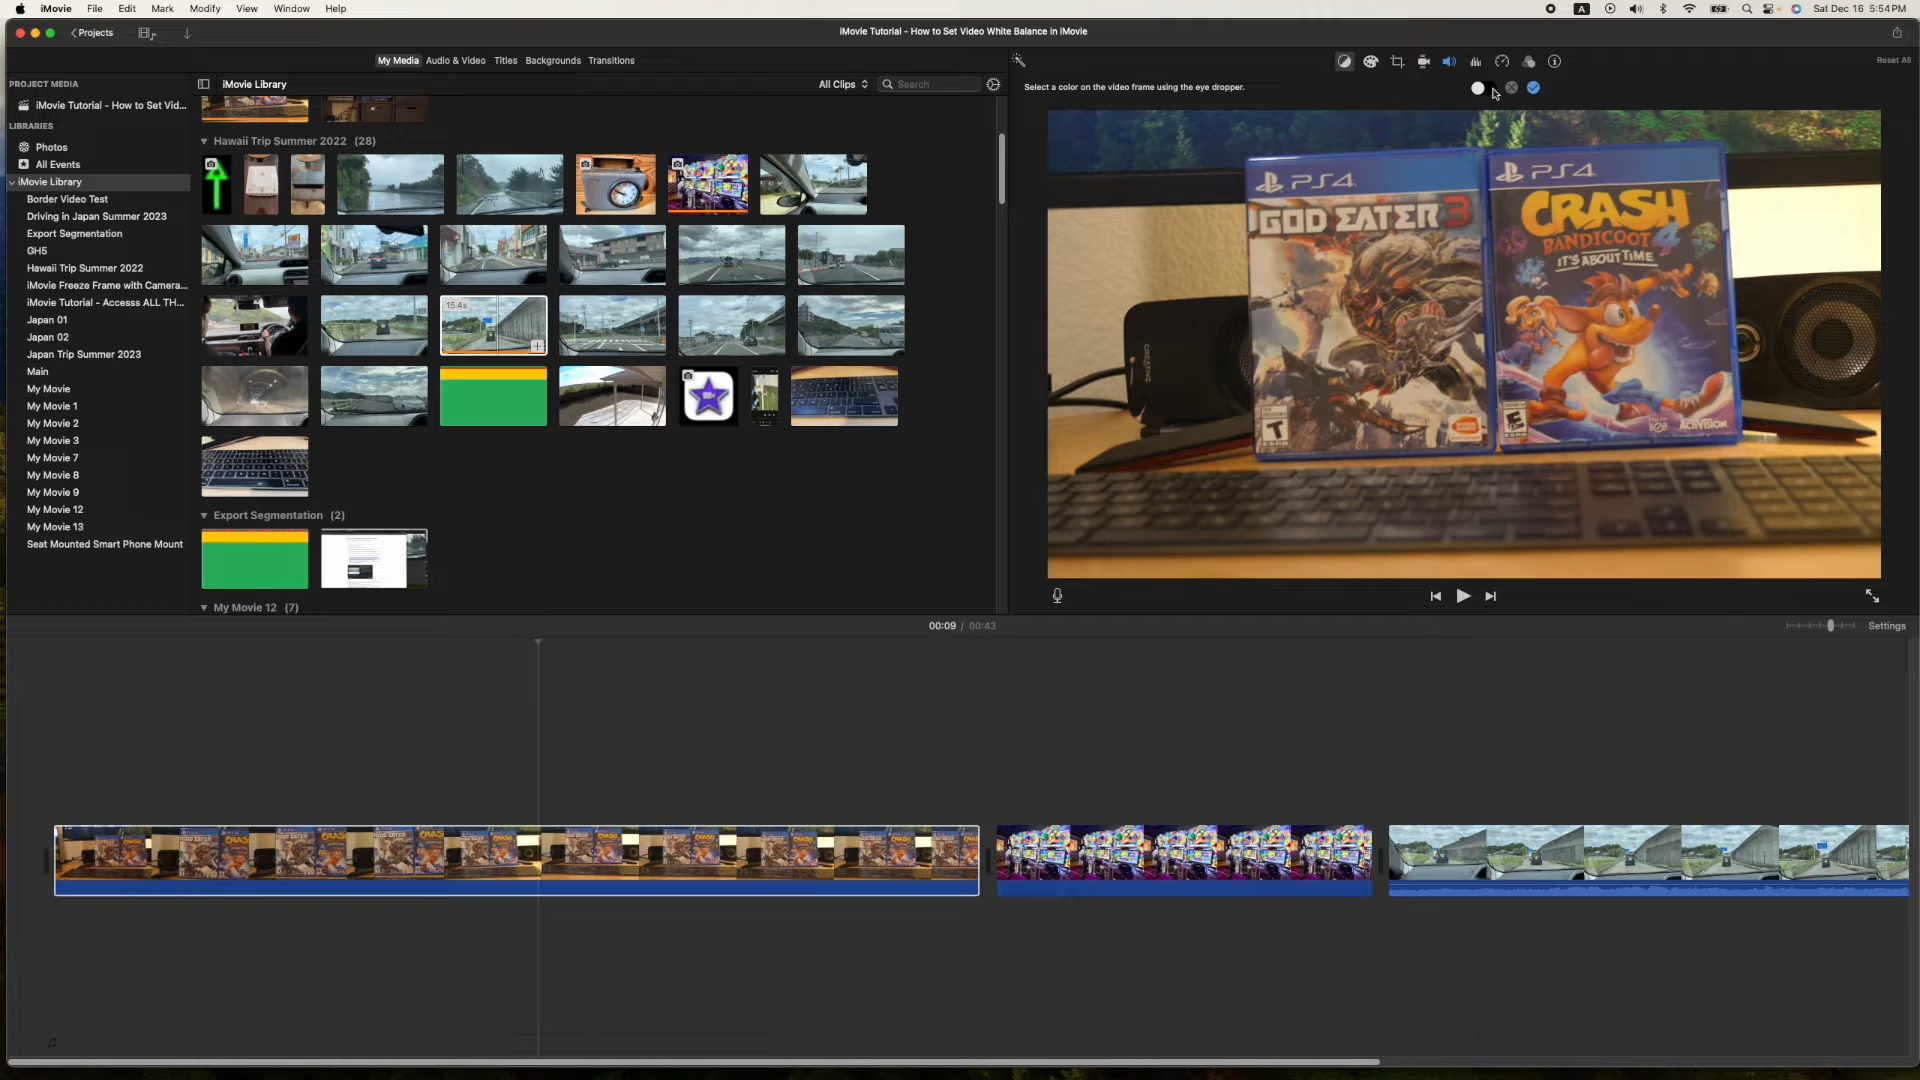 iMovie File Edit Mark Modify View Window Help
A
Sat Dec 16 5:54 PM
Projects
iMovie Tutorial - How to Set Video White Balance in iMovie
My Media Audio & Video Titles Backgrounds Transitions
Reset All
PROJECT MEDIA
iMovie Library
All Clips
Search
Select a color on the video frame using the eye dropper.
iMovie Tutorial - How to Set Vid...
LIBRARIES
Photos
All Events
iMovie Library
Border Video Test
Driving in Japan Summer 2023
Export Segmentation
GH5
Hawaii Trip Summer 2022
iMovie Freeze Frame with Camera...
iMovie Tutorial - Accesss ALL TH...
Japan 01
Japan 02
Japan Trip Summer 2023
Main
My Movie
My Movie 1
My Movie 2
My Movie 3
My Movie 7
My Movie 8
My Movie 9
My Movie 12
My Movie 13
Seat Mounted Smart Phone Mount
Hawaii Trip Summer 2022 (28)
15.4s
Export Segmentation (2)
My Movie 12 (7)
PS4
GOD EATER 3
T
PS4
CRASH
BANDICOOT 4
IT'S ABOUT TIME
E
ACTIVISION
CREATIVE
00:09 / 00:43
Settings